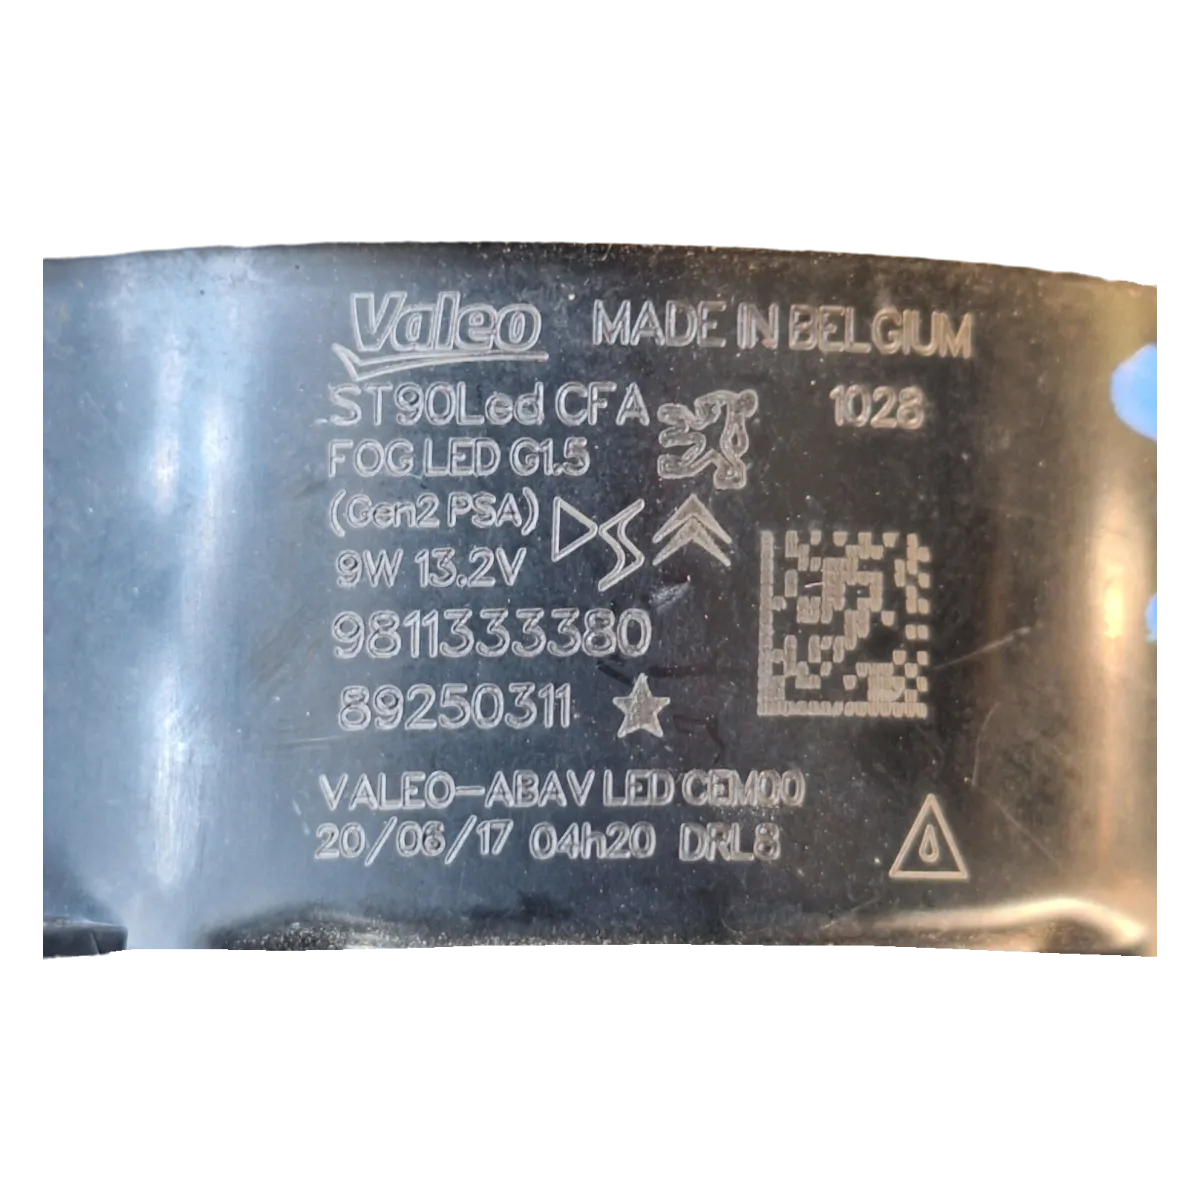 Valeo MADE IN BELGIUM
ST90Led CFA 1028
FOG LED G1.5
(Gen2 PSA)
9W 13.2V
9811333380
89250311
VALEO-ABAV LED CEM00
20/06/17 04h20 DRL8